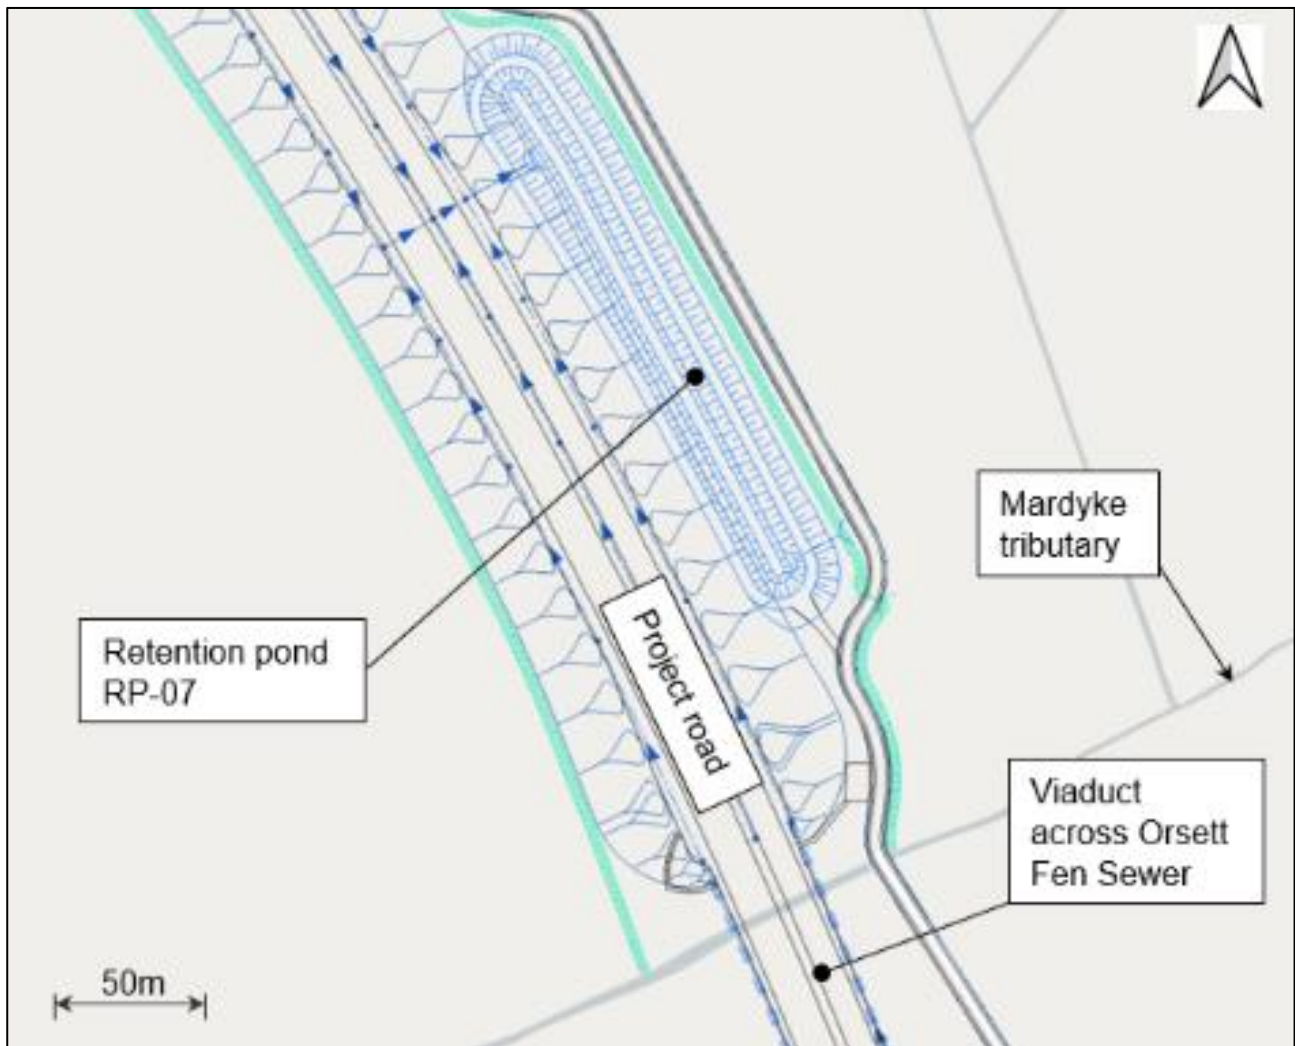 Mardyke
tributary
Project road
Retention pond
RP-07
Viaduct
across Orsett
Fen Sewer
50m